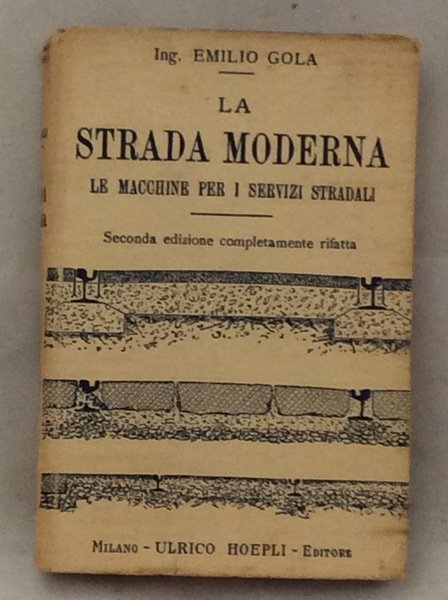 Ing. EMILIO GOLA
LA
STRADA MODERNA
LE MACCHINE PER I SERVIZI STRADALI
Seconda edizione completamente rifatta
MILANO - ULRICO HOEPLI - EDITORE